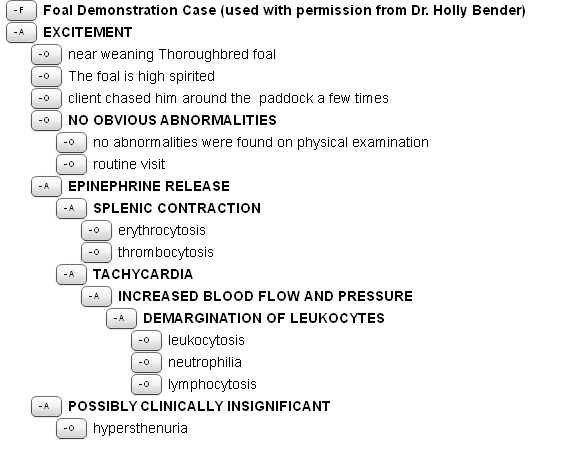 -F Foal Demonstration Case (used with permission from Dr. Holly Bender)
-A EXCITEMENT
-O near weaning Thoroughbred foal
-O The foal is high spirited
-O client chased him around the  paddock a few times
-O NO OBVIOUS ABNORMALITIES
-O no abnormalities were found on physical examination
-O routine visit
-A EPINEPHRINE RELEASE
-A SPLENIC CONTRACTION
-O erythrocytosis
-O thrombocytosis
-A TACHYCARDIA
-A INCREASED BLOOD FLOW AND PRESSURE
-A DEMARGINATION OF LEUKOCYTES
-O leukocytosis
-O neutrophilia
-O lymphocytosis
-A POSSIBLY CLINICALLY INSIGNIFICANT
-O hypersthenuria